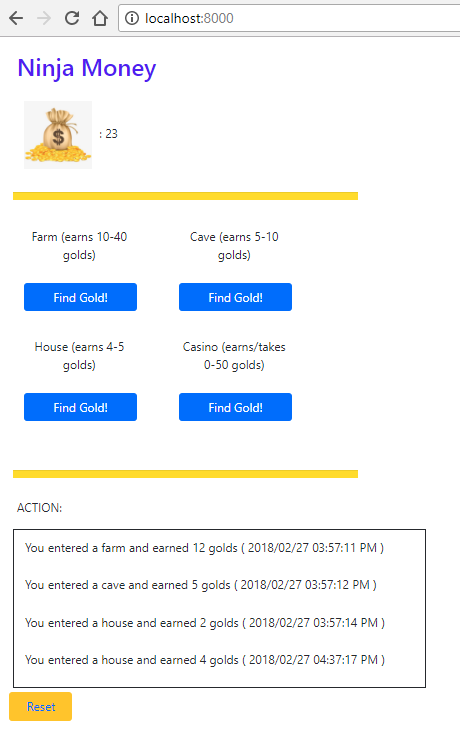 localhost:8000
Ninja Money
$ : 23
Farm (earns 10-40
golds)
Find Gold!
Cave (earns 5-10
golds)
Find Gold!
House (earns 4-5
golds)
Find Gold!
Casino (earns/takes
0-50 golds)
Find Gold!
ACTION:
You entered a farm and earned 12 golds ( 2018/02/27 03:57:11 PM )
You entered a cave and earned 5 golds ( 2018/02/27 03:57:12 PM )
You entered a house and earned 2 golds ( 2018/02/27 03:57:14 PM )
You entered a house and earned 4 golds ( 2018/02/27 04:37:17 PM )
Reset